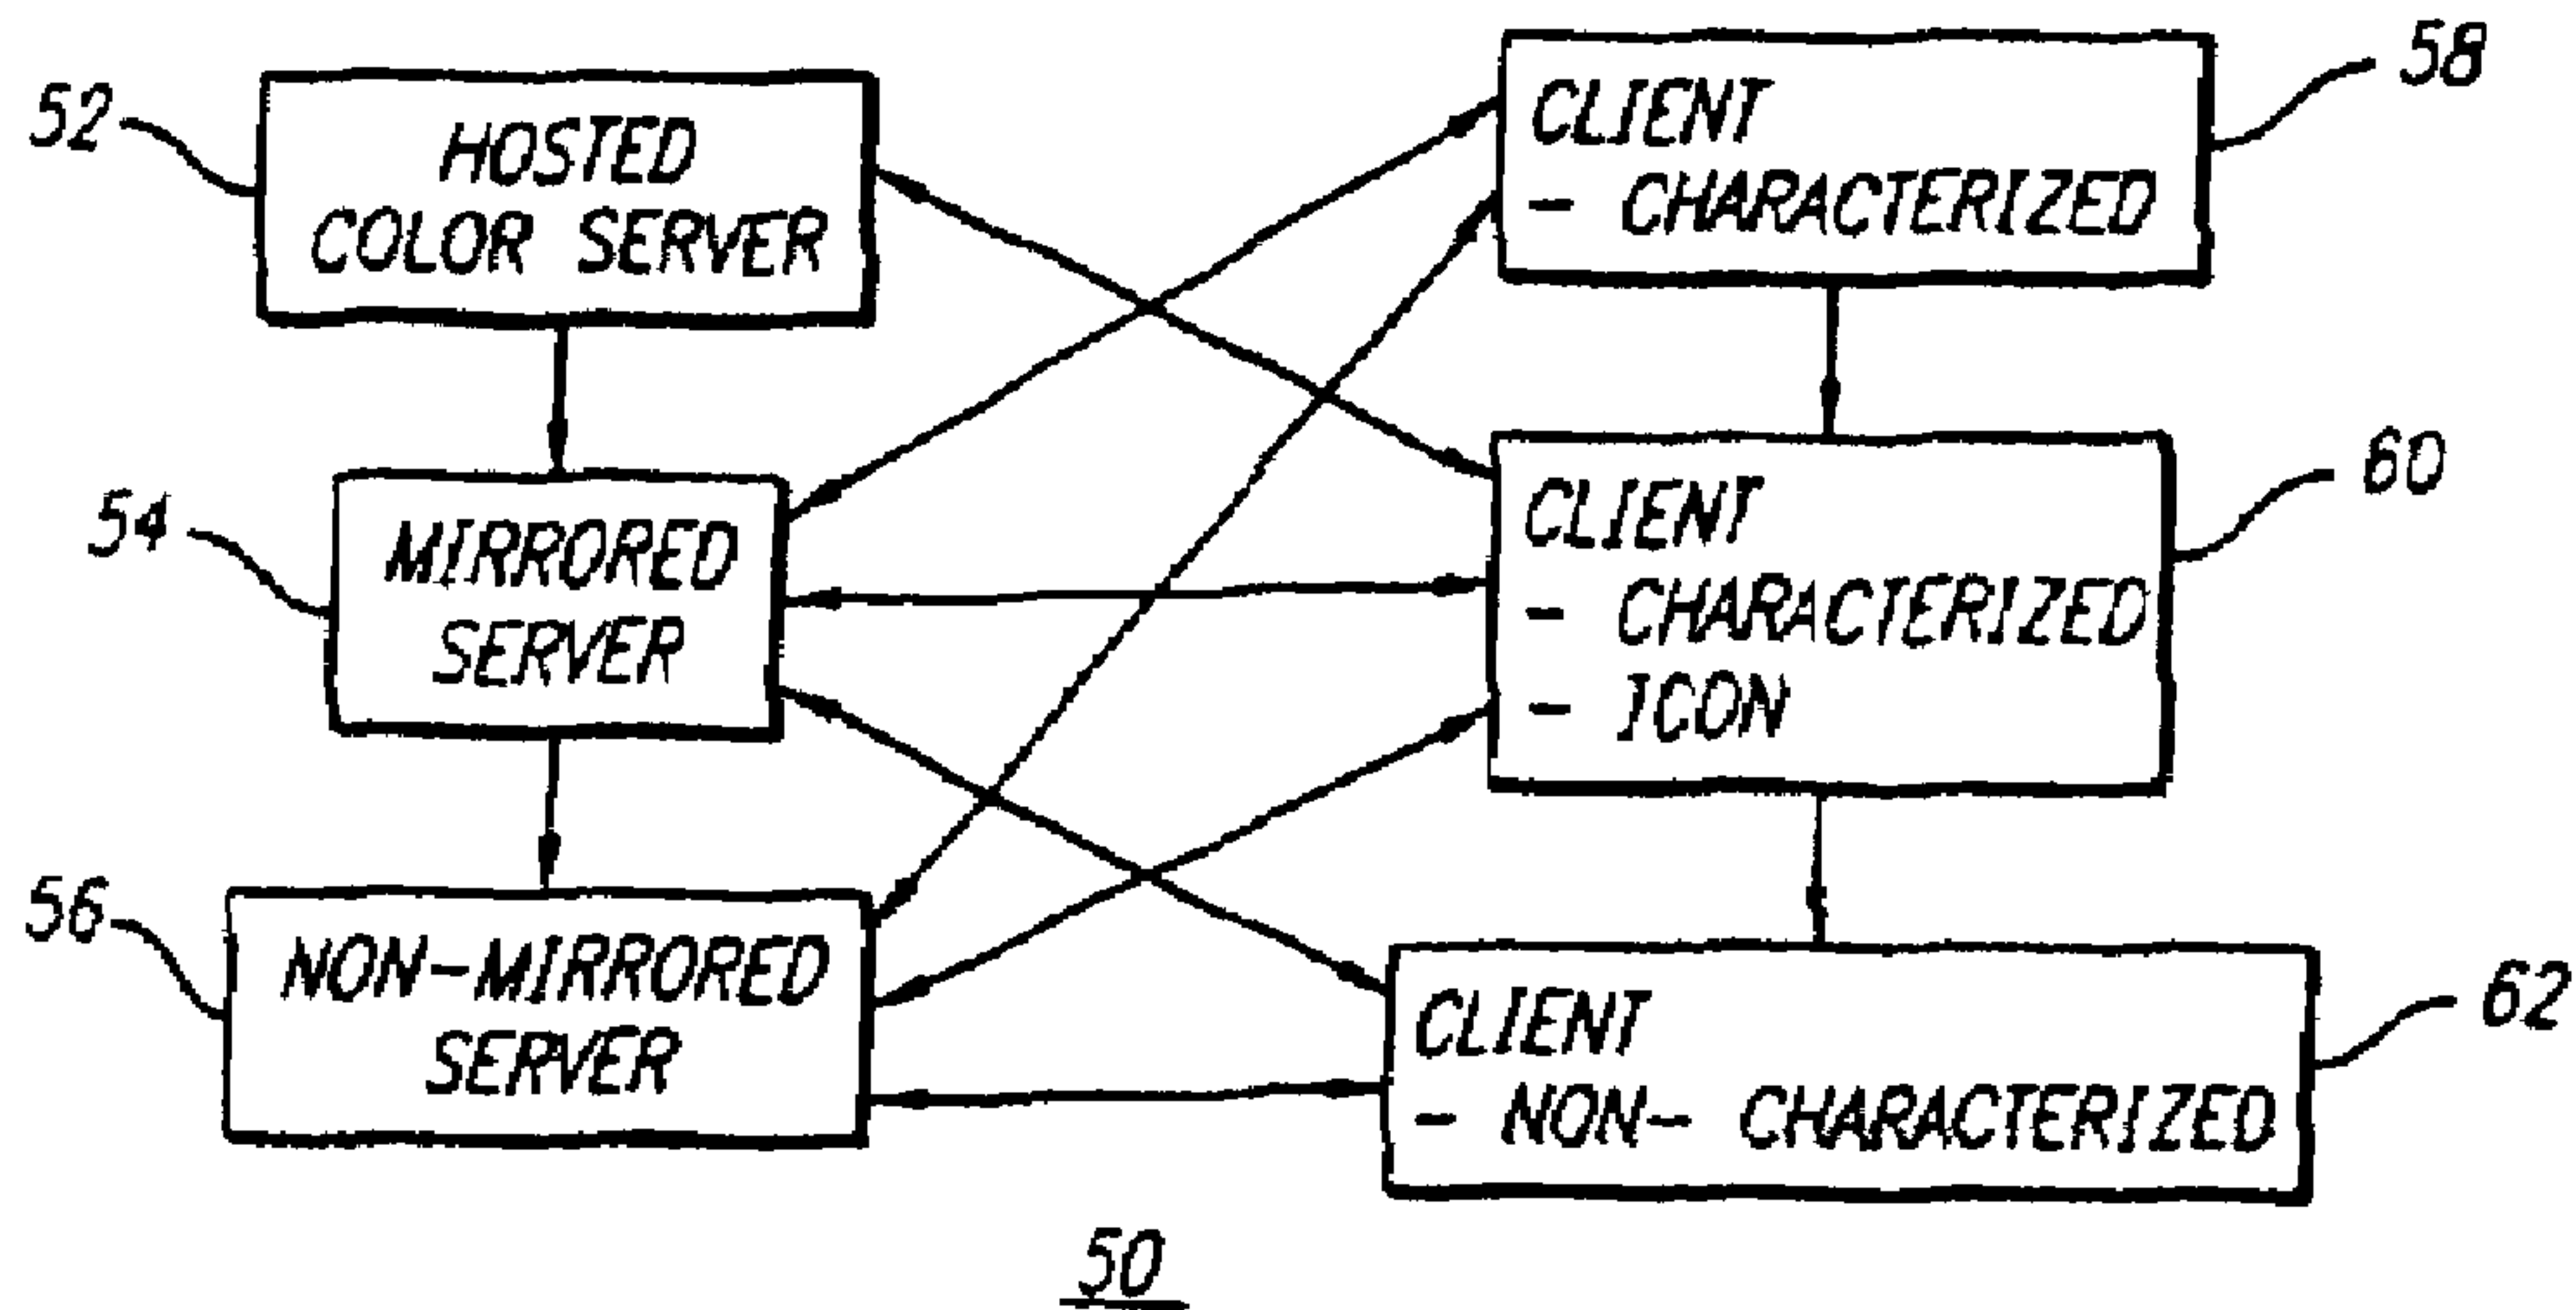 52
HOSTED
COLOR SERVER
54
MIRRORED
SERVER
56
NON-MIRRORED
SERVER
58
CLIENT
- CHARACTERIZED
60
CLIENT
- CHARACTERIZED
- ICON
62
CLIENT
- NON- CHARACTERIZED
50